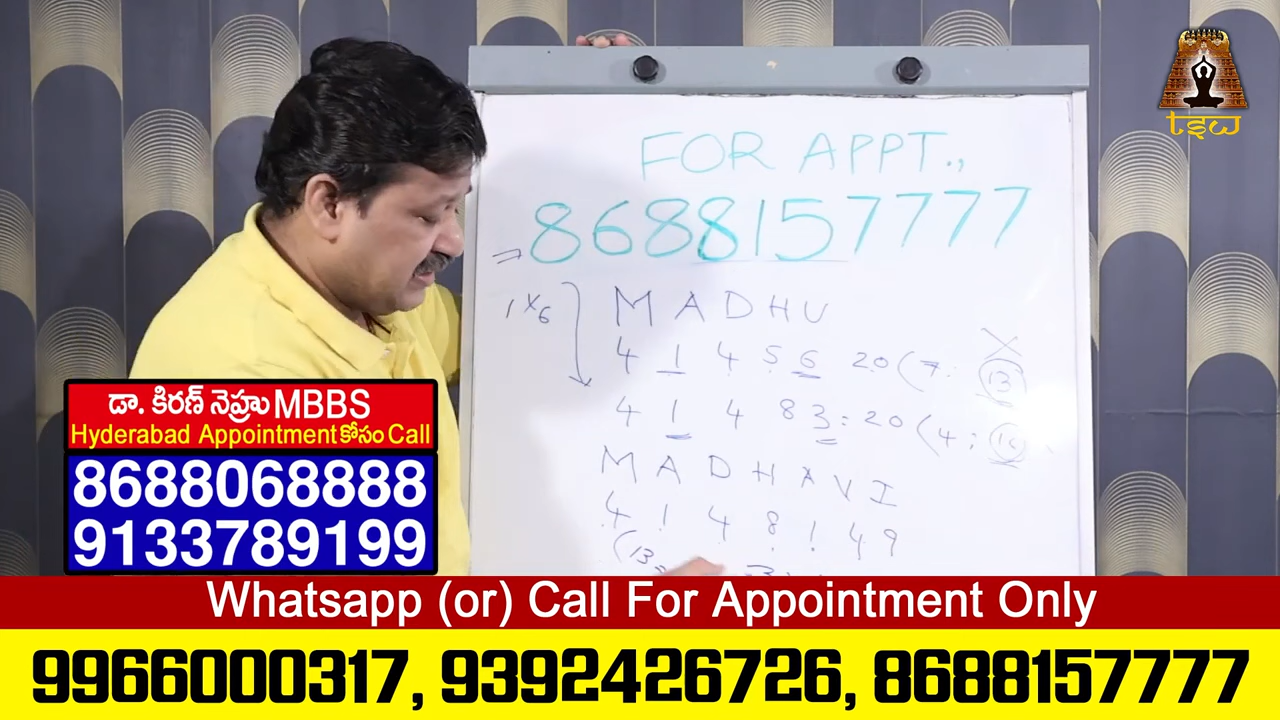 tsw
FOR APPT.,
8688157777
1 x 6
MADHU
4 1 4 5 6 20 (7 : 13
4 1 4 8 3 : 20 (4 ;
MADHAVI
4 1 4 8 1 4 9
(13
డా. కిరణ్ నెహ్రు MBBS
Hyderabad Appointment కోసం Call
8688068888
9133789199
Whatsapp (or) Call For Appointment Only
9966000317, 9392426726, 8688157777